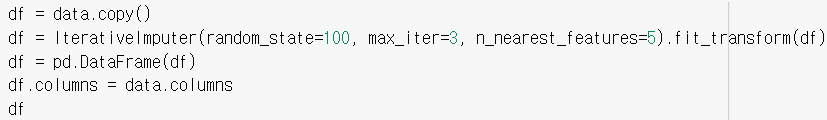 df = data.copy()
df = IterativeImputer(random_state=100, max_iter=3, n_nearest_features=5).fit_transform(df)
df = pd.DataFrame(df)
df.columns = data.columns
df